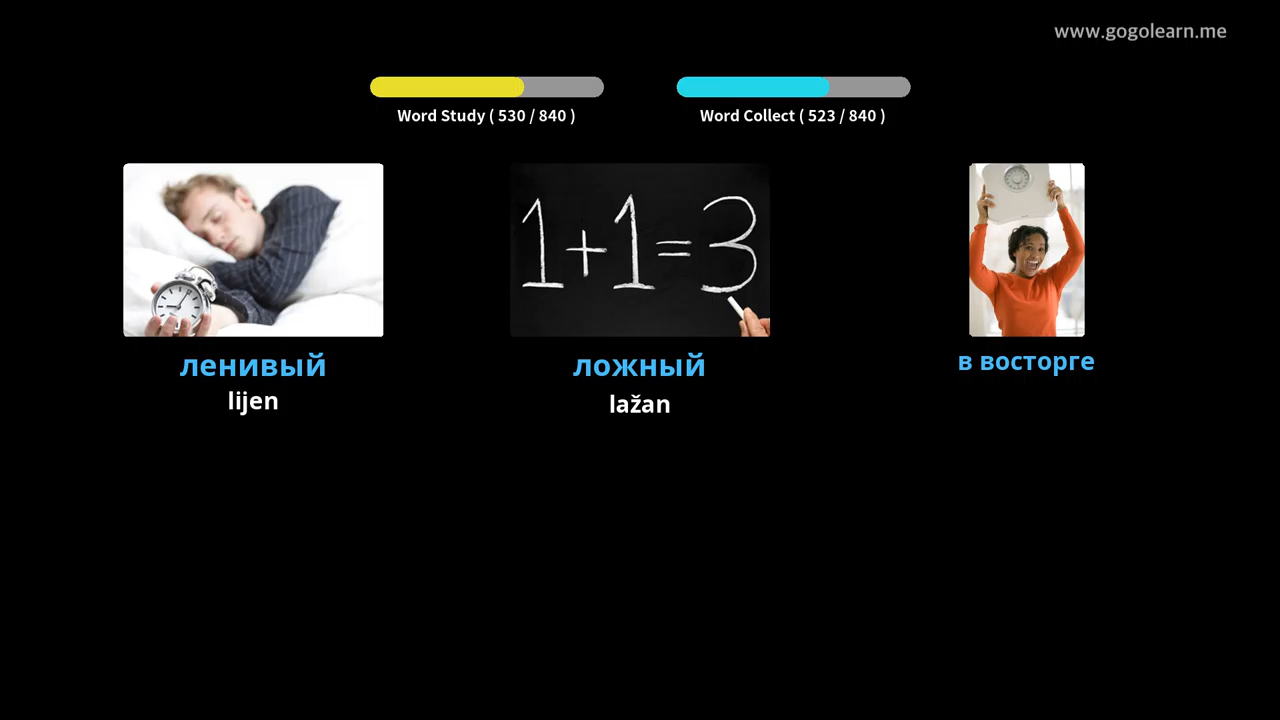 www.gogolearn.me
Word Study ( 530 / 840 )
Word Collect ( 523 / 840 )
1+1=3
ленивый
lijen
ложный
lažan
в восторге